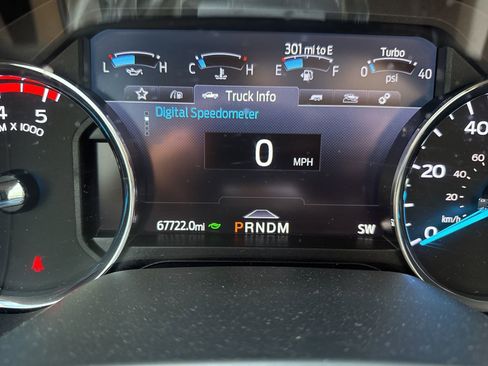 301 mi to E
Turbo
L H C H E F 0 40
psi
Truck Info
Digital Speedometer
4 5
M X 1000
0 MPH
67722.0mi PRNDM SW
40
20
0
60
40
20
km/h